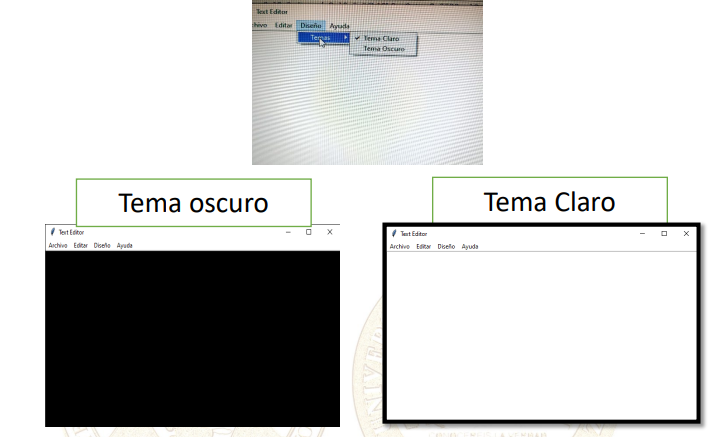 Text Editor
hivo Editar Diseño Ayuda
Temas ✓ Tema Claro
Tema Oscuro
Tema oscuro
Tema Claro
Text Editor
Archivo Editar Diseño Ayuda
Text Editor
Archivo Editar Diseño Ayuda